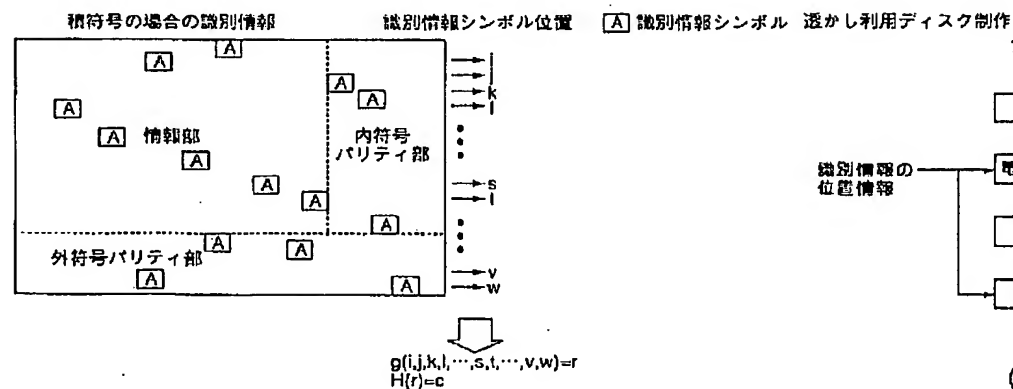 積符号の場合の識別情報
識別情報シンボル位置
A 識別情報シンボル
透かし利用ディスク制作
A
A
A
A
A
A
情報部
A
A
A
内符号
パリティ部
A
A
A
A
外符号パリティ部
A
A
i
j
k
l
s
t
v
w
g(i,j,k,l,…,s,t,…,v,w)=r
H(r)=c
識別情報の
位置情報